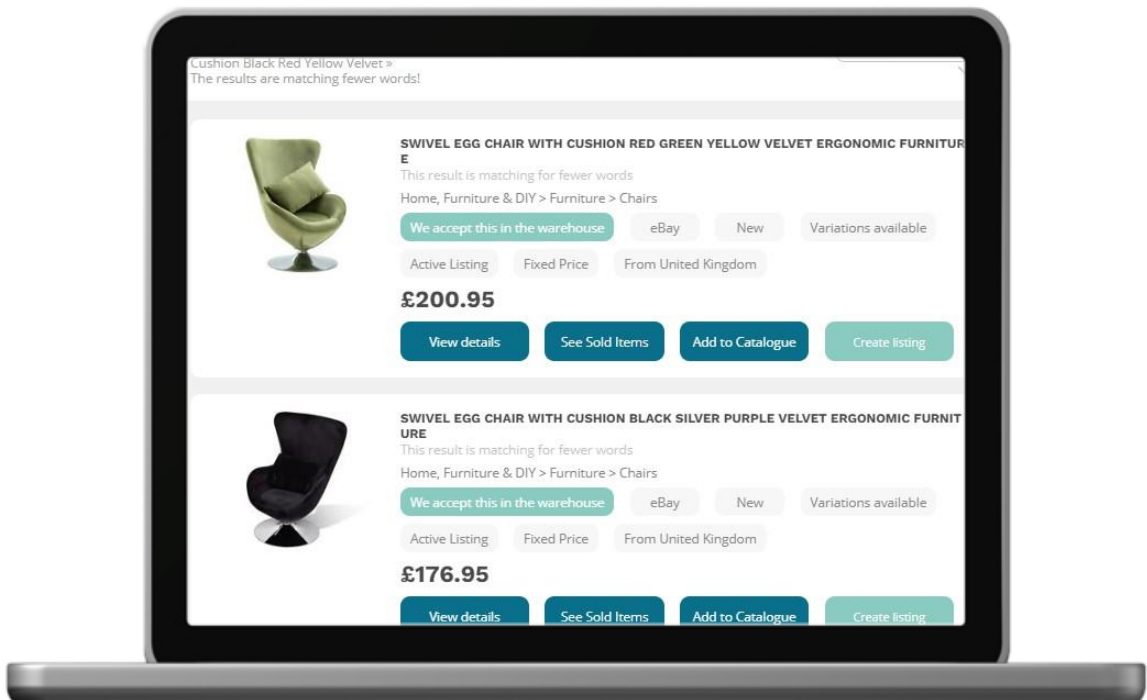 Cushion Black Red Yellow Velvet »
The results are matching fewer words!
SWIVEL EGG CHAIR WITH CUSHION RED GREEN YELLOW VELVET ERGONOMIC FURNITUR
E
This result is matching for fewer words
Home, Furniture & DIY > Furniture > Chairs
We accept this in the warehouse eBay New Variations available
Active Listing Fixed Price From United Kingdom
£200.95
View details See Sold Items Add to Catalogue Create listing
SWIVEL EGG CHAIR WITH CUSHION BLACK SILVER PURPLE VELVET ERGONOMIC FURNIT
URE
This result is matching for fewer words
Home, Furniture & DIY > Furniture > Chairs
We accept this in the warehouse eBay New Variations available
Active Listing Fixed Price From United Kingdom
£176.95
View details See Sold Items Add to Catalogue Create listing